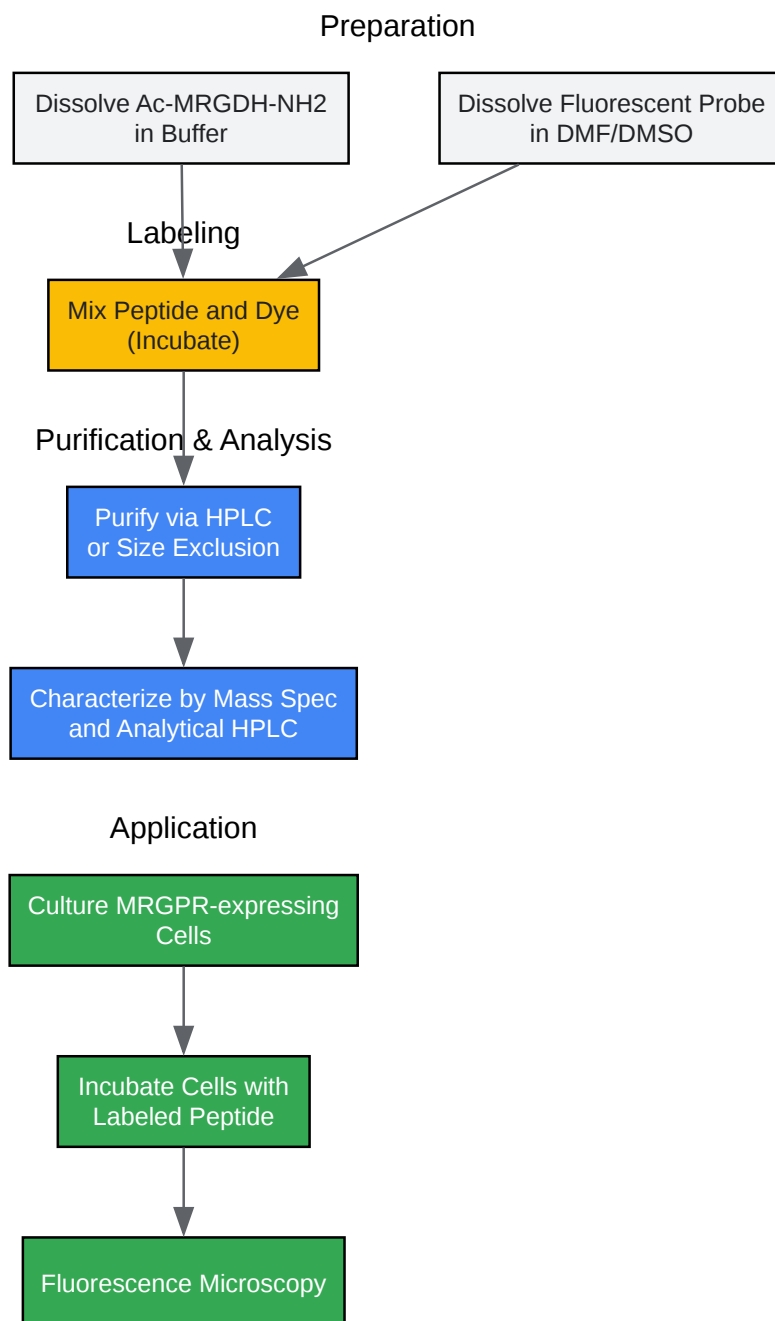 Preparation
Dissolve Ac-MRGDH-NH2
in Buffer
Dissolve Fluorescent Probe
in DMF/DMSO
Labeling
Mix Peptide and Dye
(Incubate)
Purification & Analysis
Purify via HPLC
or Size Exclusion
Characterize by Mass Spec
and Analytical HPLC
Application
Culture MRGPR-expressing
Cells
Incubate Cells with
Labeled Peptide
Fluorescence Microscopy